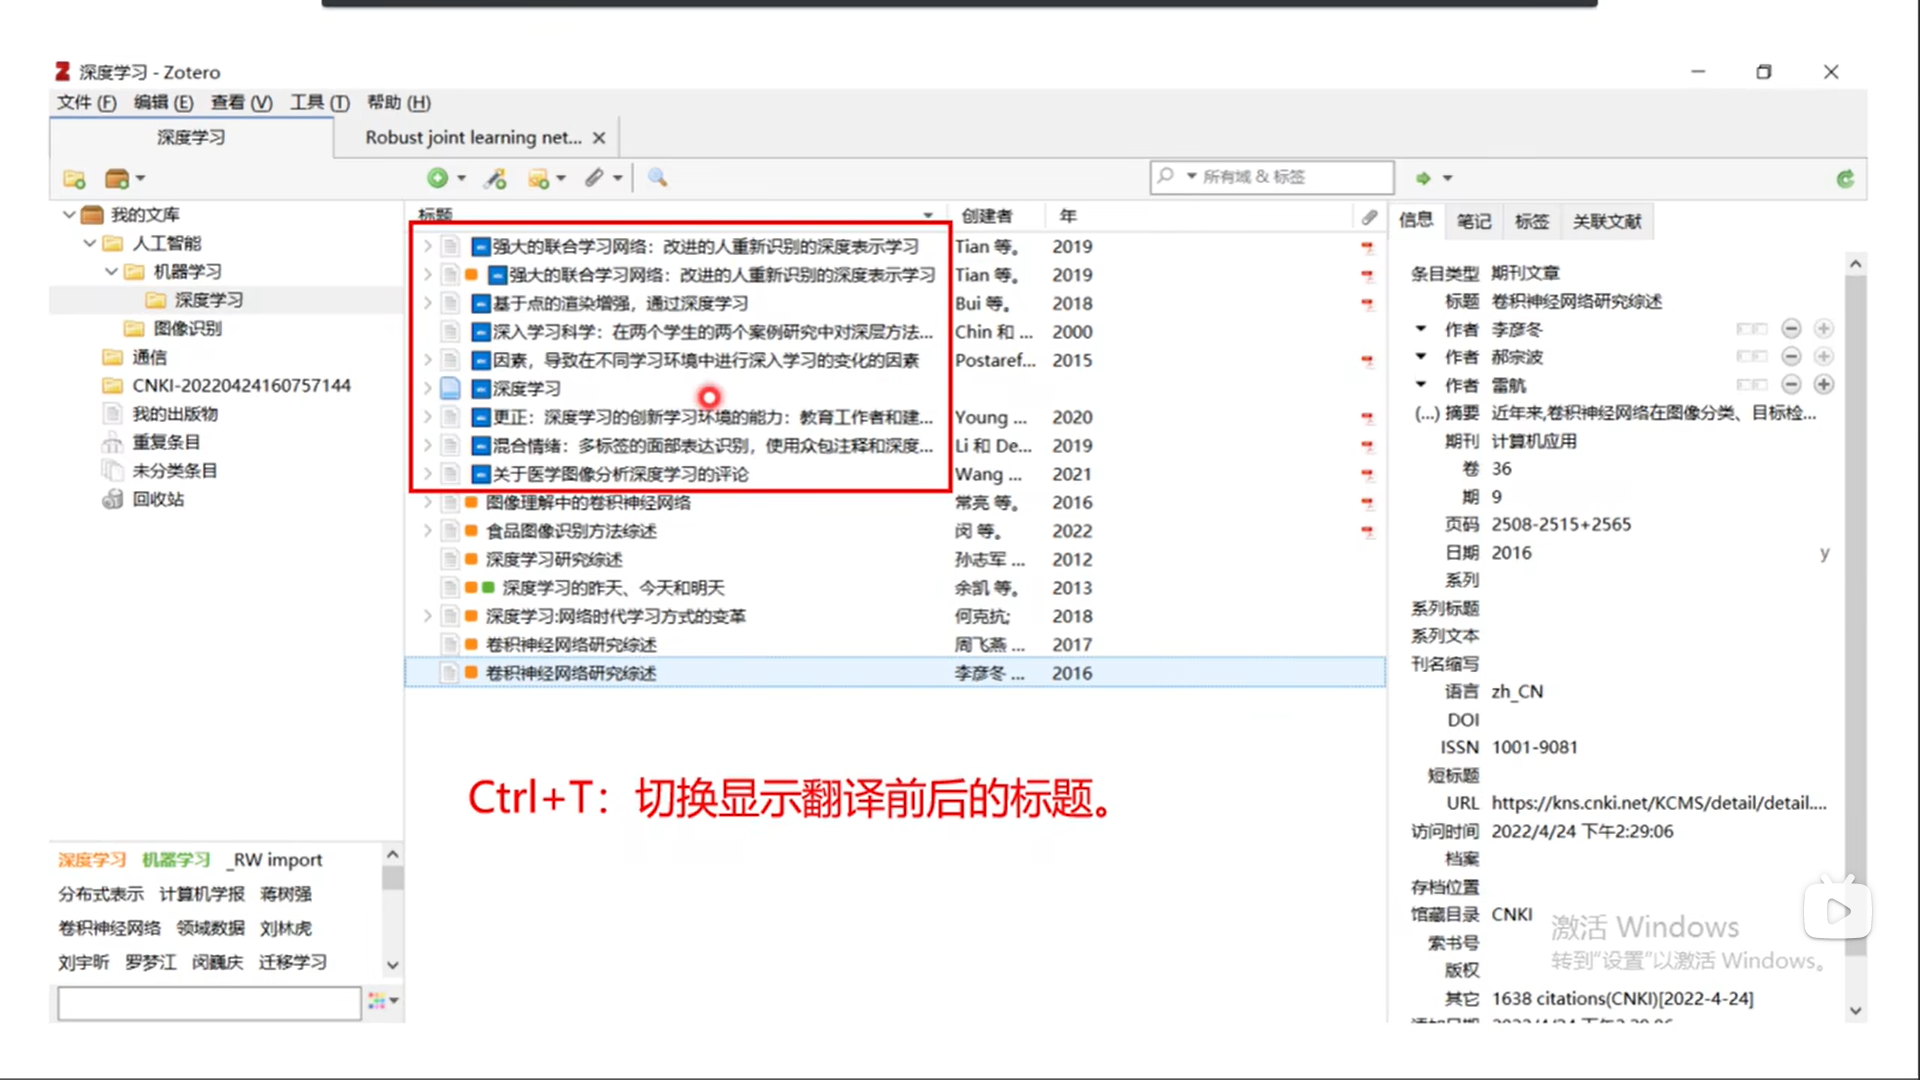 深度学习 - Zotero
文件 (F) 编辑 (E) 查看 (V) 工具 (T) 帮助 (H)
深度学习 Robust joint learning net...
所有域 & 标签
我的文库
人工智能
机器学习
深度学习
图像识别
通信
CNKI-20220424160757144
我的出版物
重复条目
未分类条目
回收站
标题 创建者 年
强大的联合学习网络：改进的人重新识别的深度表示学习 Tian 等。 2019
强大的联合学习网络：改进的人重新识别的深度表示学习 Tian 等。 2019
基于点的渲染增强，通过深度学习 Bui 等。 2018
深入学习科学：在两个学生的两个案例研究中对深层方法... Chin 和 ... 2000
因素，导致在不同学习环境中进行深入学习的变化的因素 Postaref... 2015
深度学习
更正：深度学习的创新学习环境的能力：教育工作者和建... Young ... 2020
混合情绪：多标签的面部表达识别，使用众包注释和深度... Li 和 De... 2019
关于医学图像分析深度学习的评论 Wang ... 2021
图像理解中的卷积神经网络 常亮 等。 2016
食品图像识别方法综述 闵 等。 2022
深度学习研究综述 孙志军 ... 2012
深度学习的昨天、今天和明天 余凯 等。 2013
深度学习:网络时代学习方式的变革 何克抗; 2018
卷积神经网络研究综述 周飞燕 ... 2017
卷积神经网络研究综述 李彦冬 ... 2016
Ctrl+T：切换显示翻译前后的标题。
深度学习 机器学习 _RW import
分布式表示 计算机学报 蒋树强
卷积神经网络 领域数据 刘林虎
刘宇昕 罗梦江 闵巍庆 迁移学习
信息 笔记 标签 关联文献
条目类型 期刊文章
标题 卷积神经网络研究综述
作者 李彦冬
作者 郝宗波
作者 雷航
(...) 摘要 近年来,卷积神经网络在图像分类、目标检...
期刊 计算机应用
卷 36
期 9
页码 2508-2515+2565
日期 2016 y
系列
系列标题
系列文本
刊名缩写
语言 zh_CN
DOI
ISSN 1001-9081
短标题
URL https://kns.cnki.net/KCMS/detail/detail....
访问时间 2022/4/24 下午2:29:06
档案
存档位置
馆藏目录 CNKI
索书号
版权
其它 1638 citations(CNKI)[2022-4-24]
激活 Windows
转到“设置”以激活 Windows。